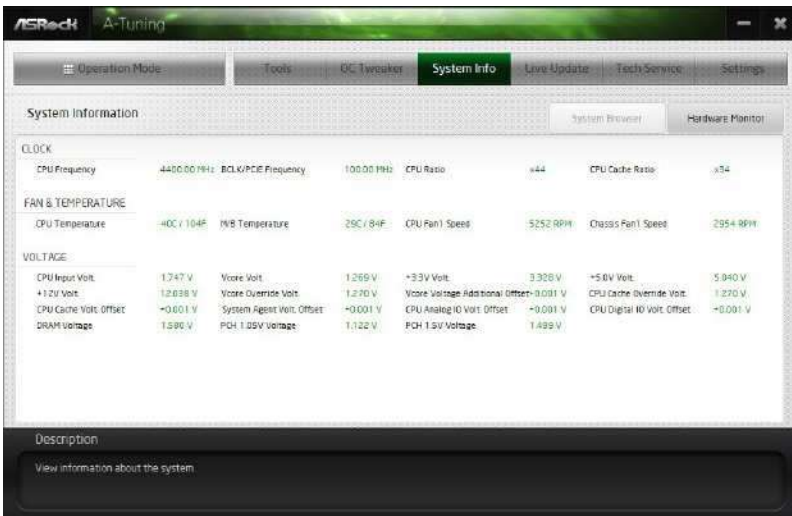 ASRock A-Tuning
Operation Mode Tools OC Tweaker System Info Live Update Tech Service Settings
System Information System Browser Hardware Monitor
CLOCK
CPU Frequency 4400.00 MHz BCLK/PCIE Frequency 100.00 MHz CPU Ratio x44 CPU Cache Ratio x34
FAN & TEMPERATURE
CPU Temperature 40C / 104F M/B Temperature 29C / 84F CPU Fan1 Speed 5252 RPM Chassis Fan1 Speed 2954 RPM
VOLTAGE
CPU Input Volt. 1.747 V Vcore Volt. 1.269 V +3.3V Volt. 3.328 V +5.0V Volt. 5.040 V
+12V Volt. 12.038 V Vcore Override Volt. 1.270 V Vcore Voltage Additional Offset +0.001 V CPU Cache Override Volt. 1.270 V
CPU Cache Volt. Offset +0.001 V System Agent Volt. Offset +0.001 V CPU Analog IO Volt. Offset +0.001 V CPU Digital IO Volt. Offset +0.001 V
DRAM Voltage PCH 1.05V Voltage 1.122 V PCH 1.5V Voltage 1.499 V
Description
View information about the system